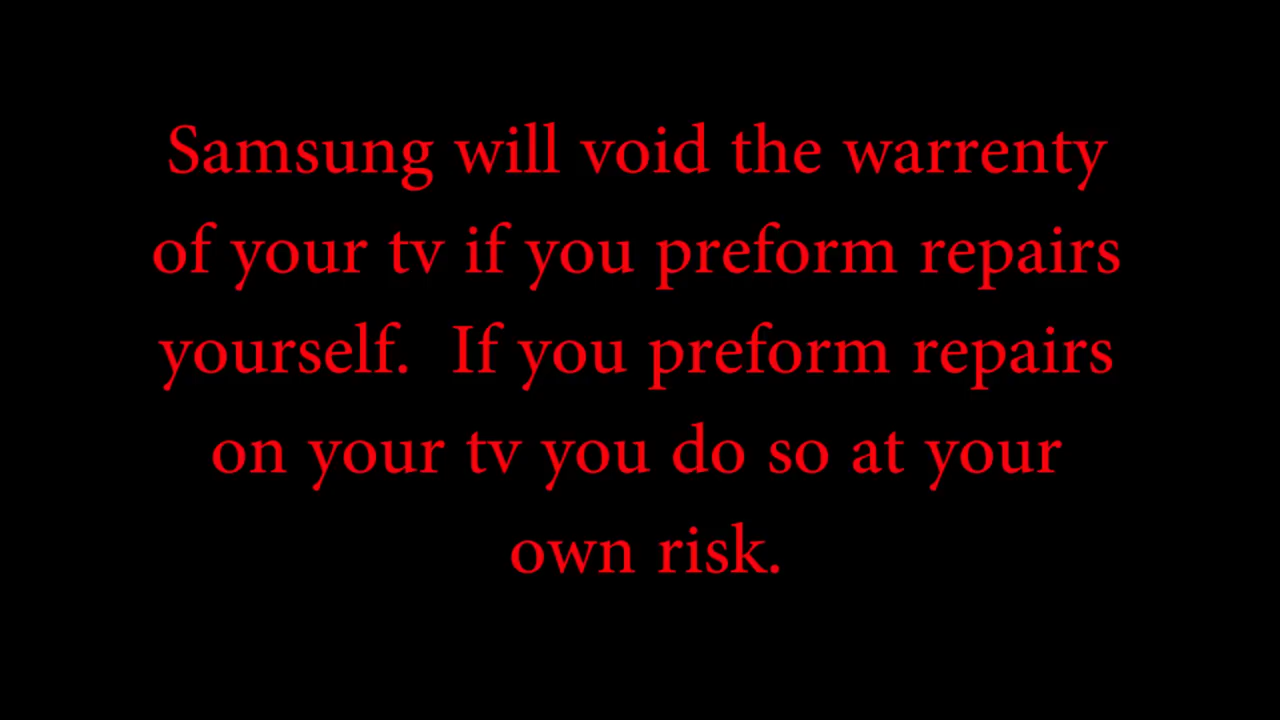 Samsung will void the warrenty
of your tv if you preform repairs
yourself.  If you preform repairs
on your tv you do so at your
own risk.